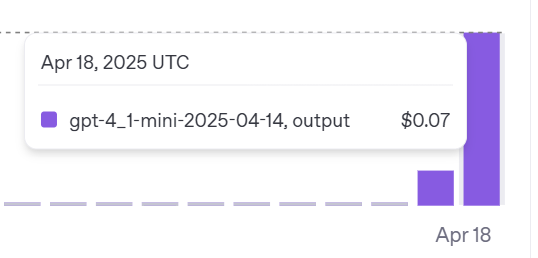 Apr 18, 2025 UTC
gpt-4_1-mini-2025-04-14, output $0.07
Apr 18